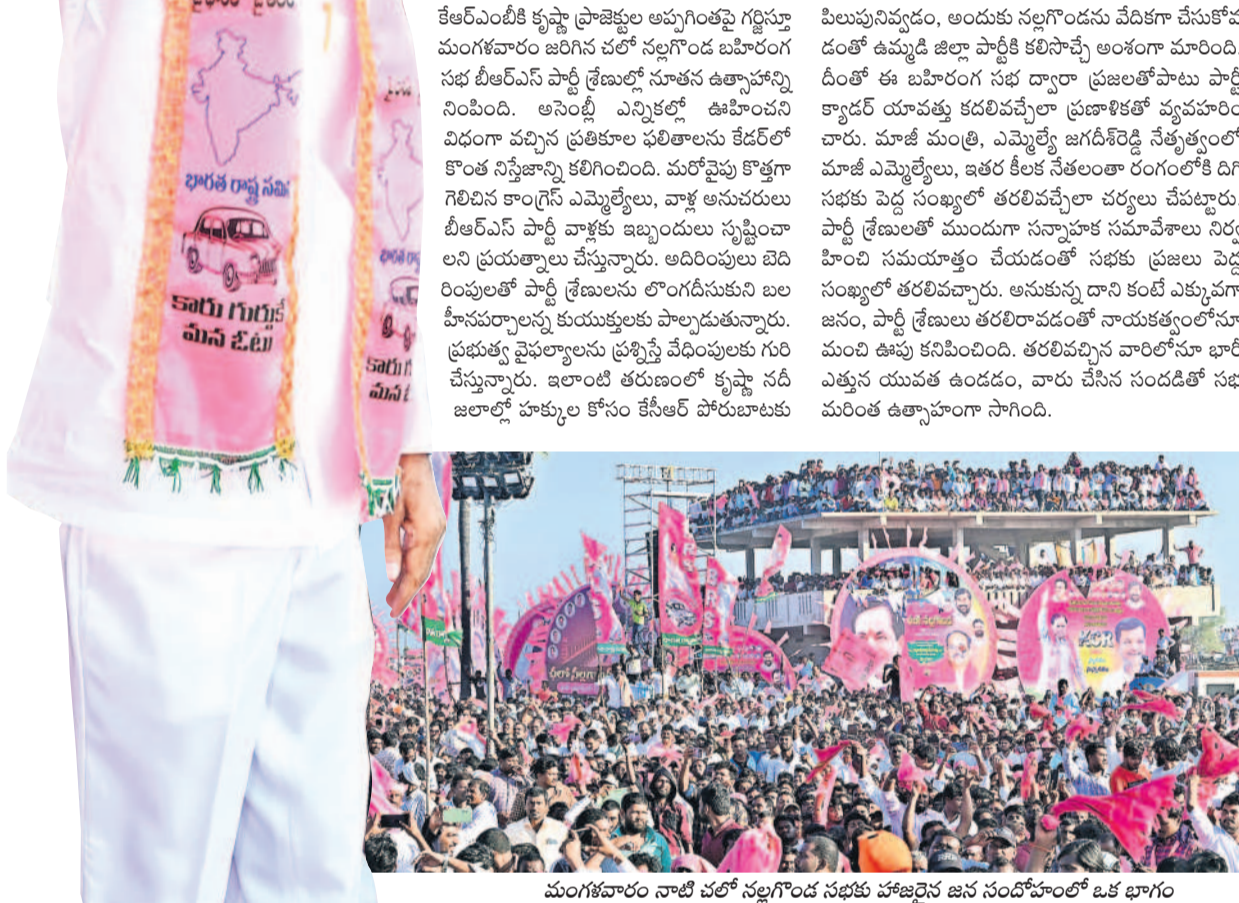 భారత రాష్ట్ర సమి
కారు గుర్తుకే
మన ఓటు
కేఆర్ఎంబీకి కృష్ణా ప్రాజెక్టుల అప్పగింతపై గర్జిస్తూ
మంగళవారం జరిగిన చలో నల్లగొండ బహిరంగ
సభ బీఆర్ఎస్ పార్టీ శ్రేణుల్లో నూతన ఉత్సాహాన్ని
నింపింది. అసెంబ్లీ ఎన్నికల్లో ఊహించని
విధంగా వచ్చిన ప్రతికూల ఫలితాలను కేడర్‌లో
కొంత నిస్తేజాన్ని కలిగించింది. మరోవైపు కొత్తగా
గెలిచిన కాంగ్రెస్ ఎమ్మెల్యేలు, వాళ్ల అనుచరులు
బీఆర్ఎస్ పార్టీ వాళ్లకు ఇబ్బందులు సృష్టించా
లని ప్రయత్నాలు చేస్తున్నారు. అదిరింపులు బెది
రింపులతో పార్టీ శ్రేణులను లొంగదీసుకుని బల
హీనపర్చాలన్న కుయుక్తులకు పాల్పడుతున్నారు.
ప్రభుత్వ వైఫల్యాలను ప్రశ్నిస్తే వేధింపులకు గురి
చేస్తున్నారు. ఇలాంటి తరుణంలో కృష్ణా నదీ
జలాల్లో హక్కుల కోసం కేసీఆర్ పోరుబాటకు
పిలుపునివ్వడం, అందుకు నల్లగొండను వేదికగా చేసుకోవ
డంతో ఉమ్మడి జిల్లా పార్టీకి కలిసొచ్చే అంశంగా మారింది.
దీంతో ఈ బహిరంగ సభ ద్వారా ప్రజలతోపాటు పార్టీ
క్యాడర్ యావత్తు కదలివచ్చేలా ప్రణాళికతో వ్యవహరిం
చారు. మాజీ మంత్రి, ఎమ్మెల్యే జగదీశ్‌రెడ్డి నేతృత్వంలో
మాజీ ఎమ్మెల్యేలు, ఇతర కీలక నేతలంతా రంగంలోకి దిగి
సభకు పెద్ద సంఖ్యలో తరలివచ్చేలా చర్యలు చేపట్టారు.
పార్టీ శ్రేణులతో ముందుగా సన్నాహక సమావేశాలు నిర్వ
హించి సమయాత్తం చేయడంతో సభకు ప్రజలు పెద్ద
సంఖ్యలో తరలివచ్చారు. అనుకున్న దాని కంటే ఎక్కువగా
జనం, పార్టీ శ్రేణులు తరలిరావడంతో నాయకత్వంలోనూ
మంచి ఊపు కనిపించింది. తరలివచ్చిన వారిలోనూ భారీ
ఎత్తున యువత ఉండడం, వారు చేసిన సందడితో సభ
మరింత ఉత్సాహంగా సాగింది.
BRS
KCR
మంగళవారం నాటి చలో నల్లగొండ సభకు హాజరైన జన సందోహంలో ఒక భాగం